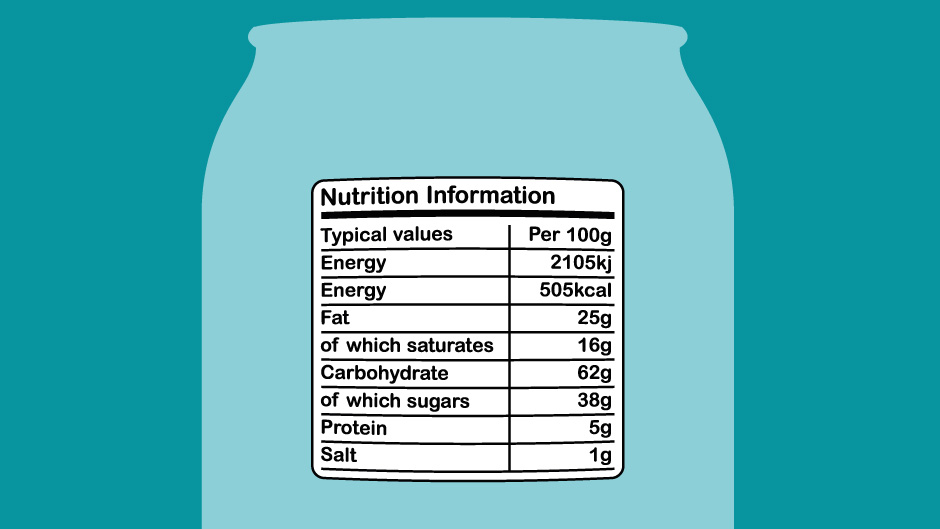 Nutrition Information
Typical values Per 100g
Energy 2105kj
Energy 505kcal
Fat 25g
of which saturates 16g
Carbohydrate 62g
of which sugars 38g
Protein 5g
Salt 1g